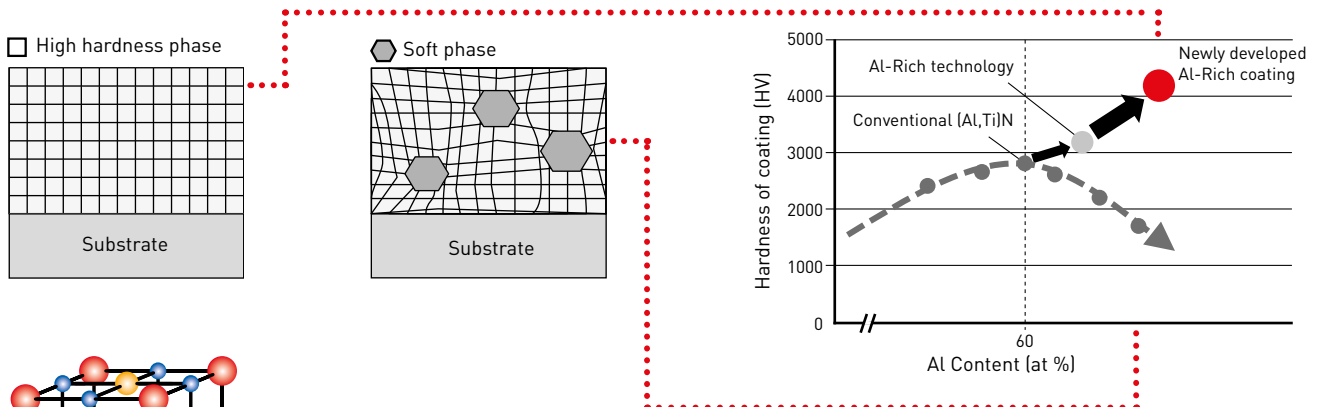 High hardness phase
Substrate
Soft phase
Substrate
Hardness of coating (HV)
5000
4000
3000
2000
1000
0
Al-Rich technology
Conventional (Al,Ti)N
Newly developed
Al-Rich coating
60
Al Content (at %)